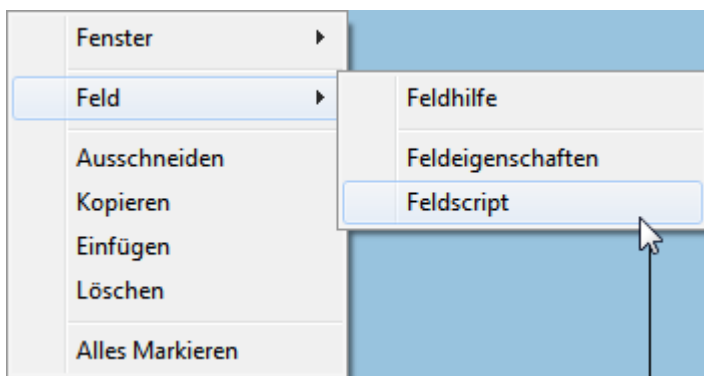 Fenster
Feld
Feldhilfe
Ausschneiden
Feldeigenschaften
Kopieren
Feldscript
Einfügen
Löschen
Alles Markieren